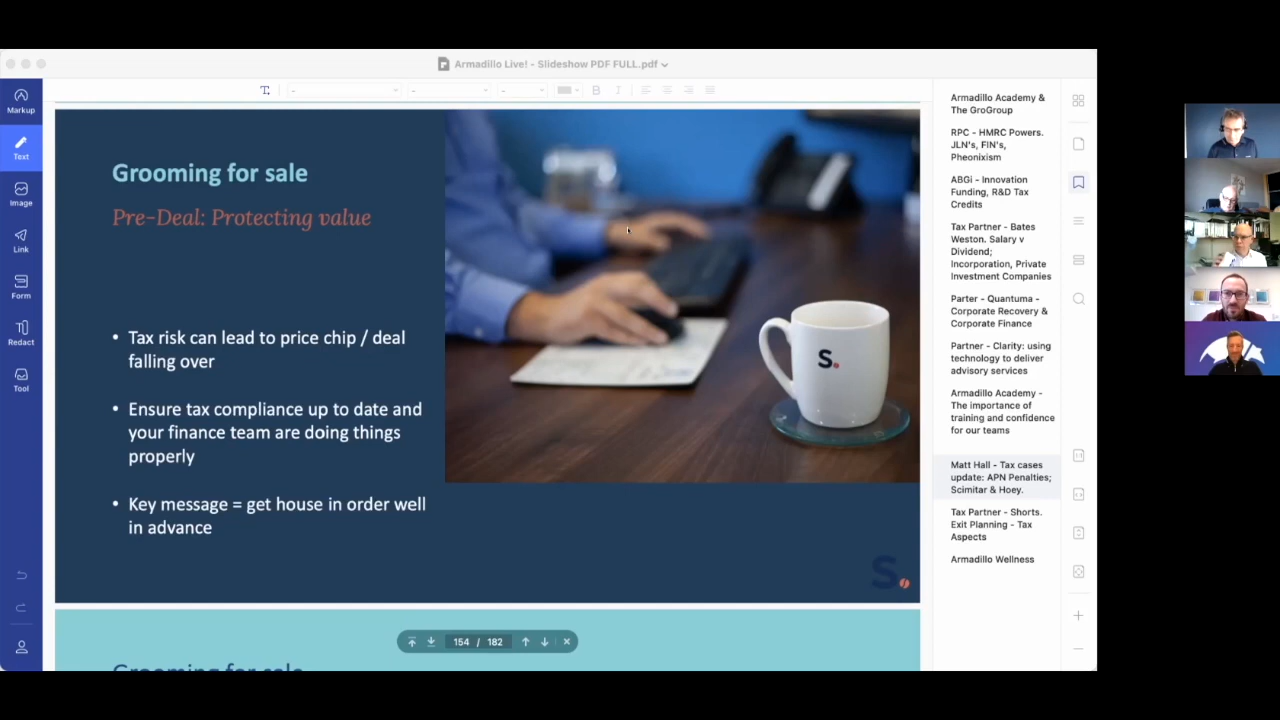 Armadillo Live! - Slideshow PDF FULL.pdf
Markup
Text
Image
Link
Form
Redact
Tool
B
I
Grooming for sale
Pre-Deal: Protecting value
• Tax risk can lead to price chip / deal
falling over
• Ensure tax compliance up to date and
your finance team are doing things
properly
• Key message = get house in order well
in advance
S.
S.
Grooming for sale
154 / 182
Armadillo Academy &
The GroGroup
RPC - HMRC Powers.
JLN's, FIN's,
Pheonixism
ABGi - Innovation
Funding, R&D Tax
Credits
Tax Partner - Bates
Weston. Salary v
Dividend;
Incorporation, Private
Investment Companies
Parter - Quantuma -
Corporate Recovery &
Corporate Finance
Partner - Clarity: using
technology to deliver
advisory services
Armadillo Academy -
The importance of
training and confidence
for our teams
Matt Hall - Tax cases
update: APN Penalties;
Scimitar & Hoey.
Tax Partner - Shorts.
Exit Planning - Tax
Aspects
Armadillo Wellness